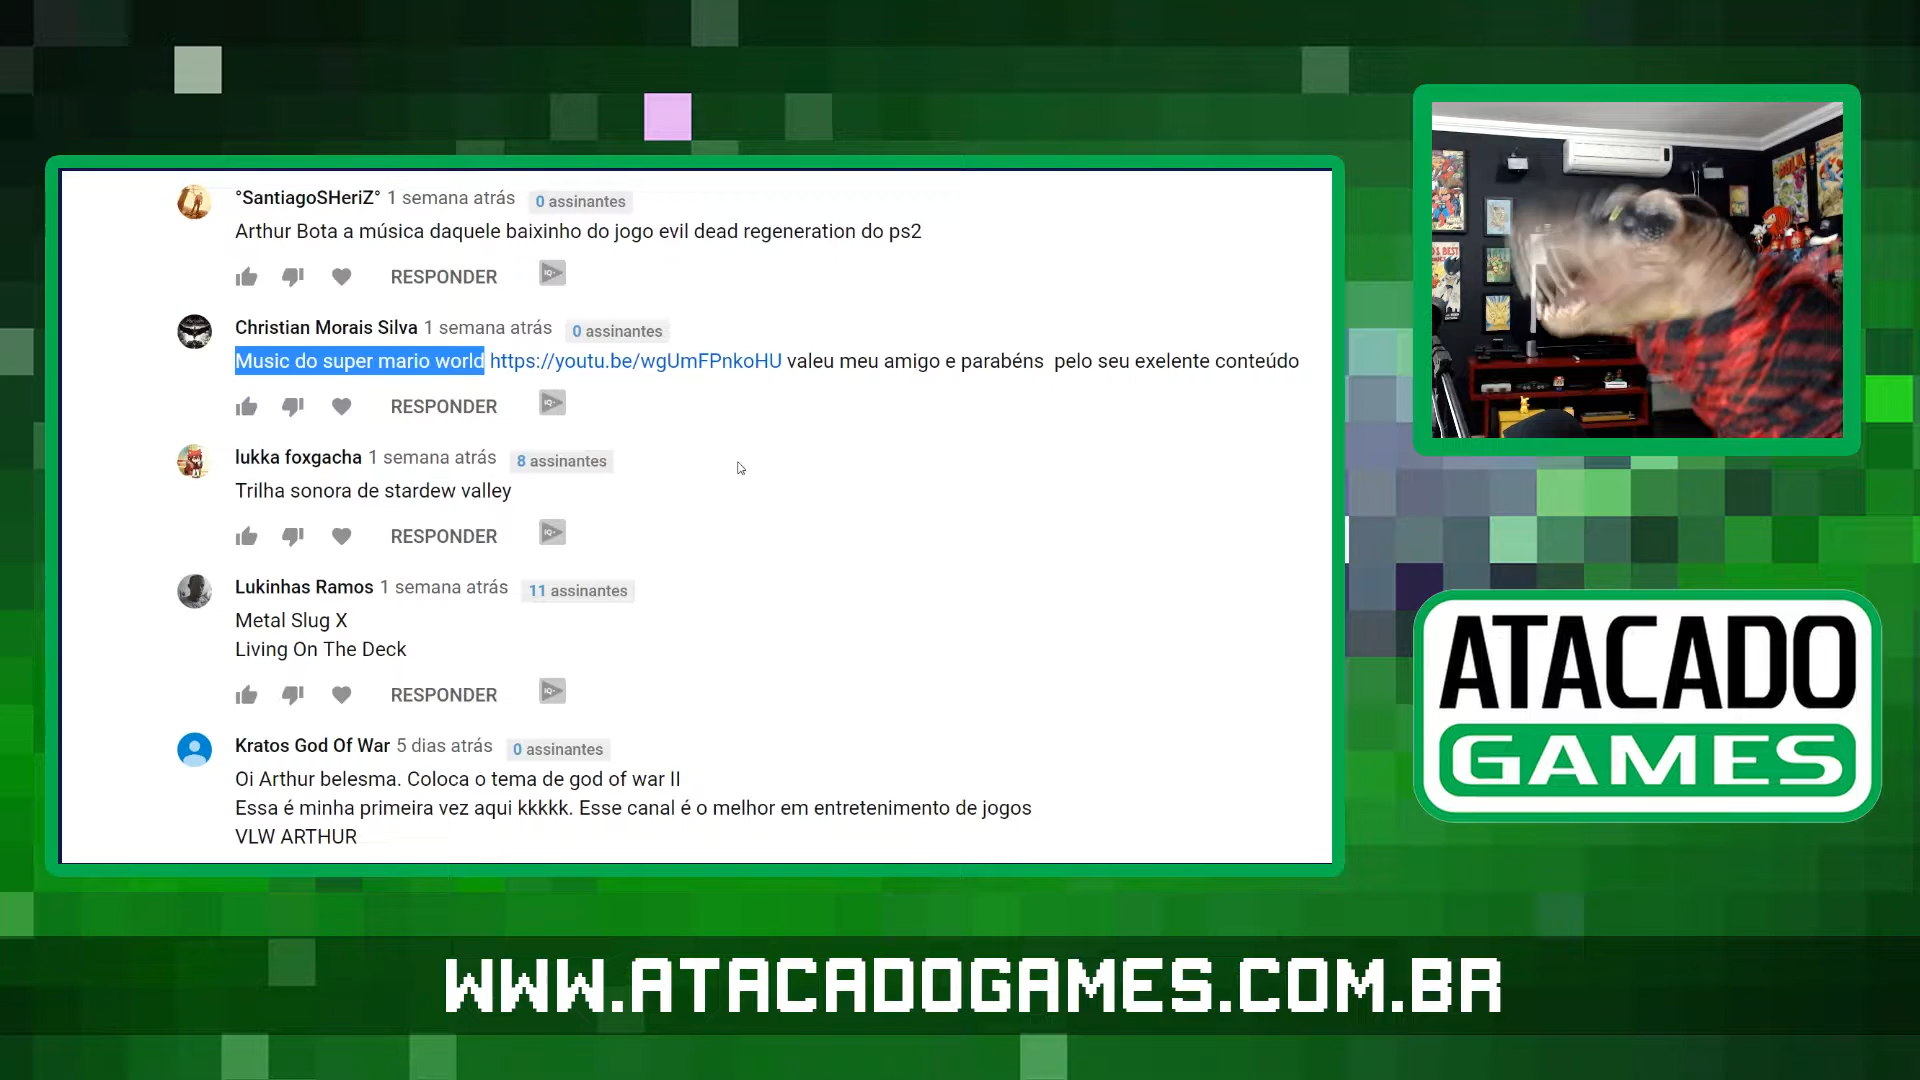 °SantiagoSHeriZ° 1 semana atrás 0 assinantes
Arthur Bota a música daquele baixinho do jogo evil dead regeneration do ps2
RESPONDER
Christian Morais Silva 1 semana atrás 0 assinantes
Music do super mario world https://youtu.be/wgUmFPnkoHU valeu meu amigo e parabéns  pelo seu exelente conteúdo
RESPONDER
lukka foxgacha 1 semana atrás 8 assinantes
Trilha sonora de stardew valley
RESPONDER
Lukinhas Ramos 1 semana atrás 11 assinantes
Metal Slug X
Living On The Deck
RESPONDER
Kratos God Of War 5 dias atrás 0 assinantes
Oi Arthur belesma. Coloca o tema de god of war II
Essa é minha primeira vez aqui kkkkk. Esse canal é o melhor em entretenimento de jogos
VLW ARTHUR
ATACADO
GAMES
WWW.ATACADOGAMES.COM.BR